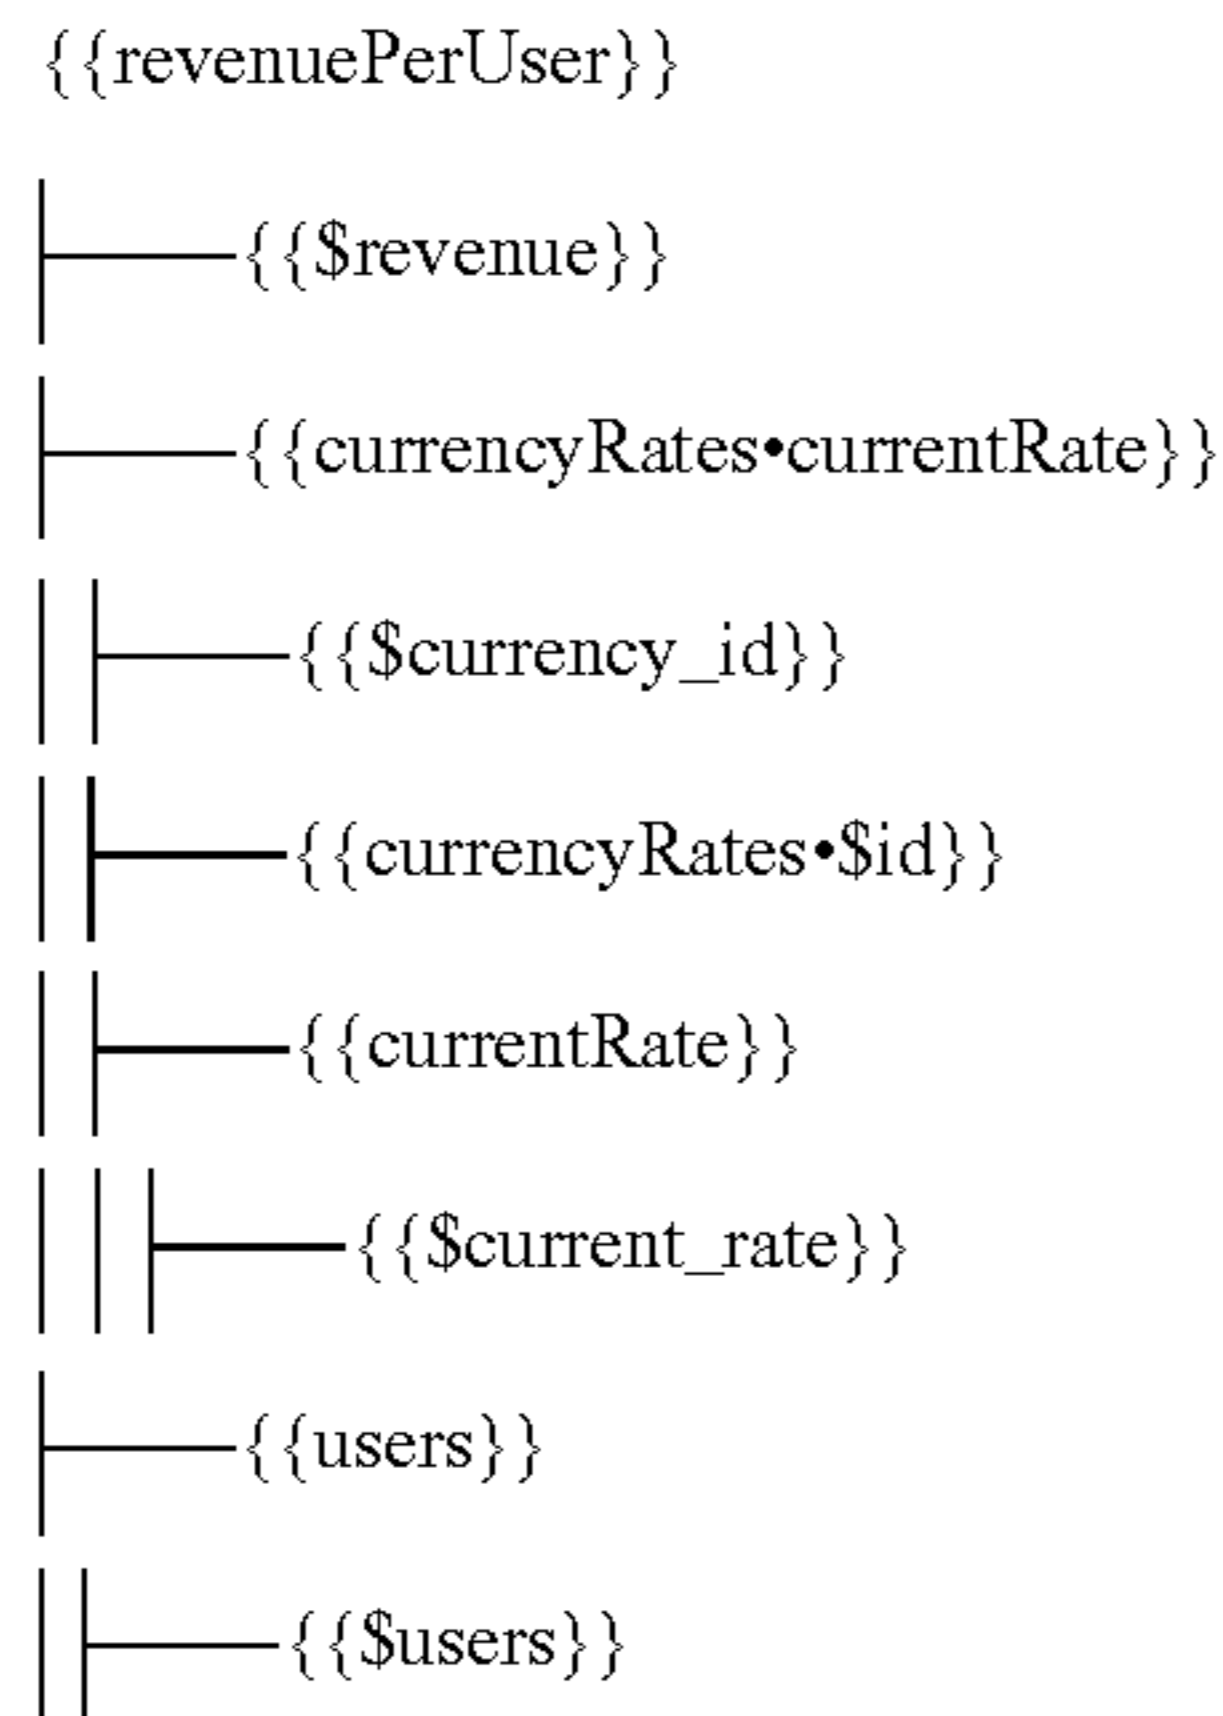 {{revenuePerUser}}
{{$revenue}}
{{currencyRates•currentRate}}
{{$currency_id}}
{{currencyRates•$id}}
{{currentRate}}
{{$current_rate}}
{{users}}
{{$users}}